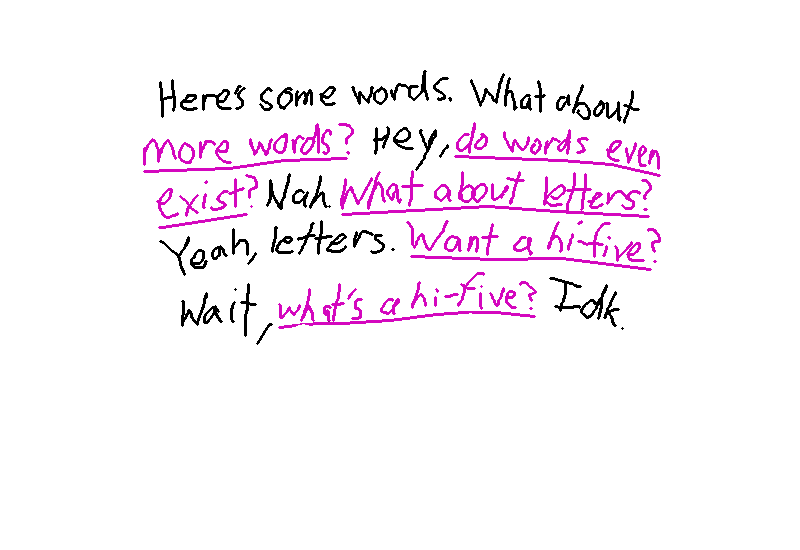 Here's some words. What about
more words? Hey, do words even
exist? Nah. What about letters?
Yeah, letters. Want a hi-five?
Wait, what's a hi-five? Idk.